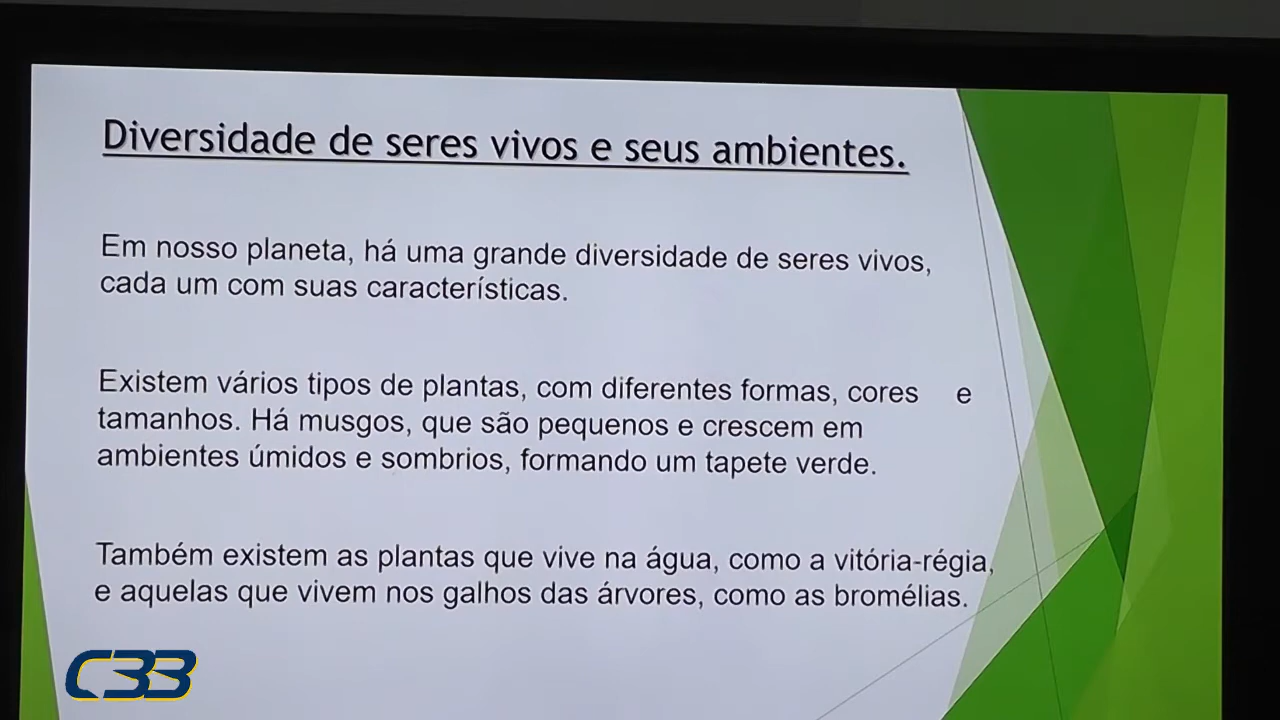 Diversidade de seres vivos e seus ambientes.
Em nosso planeta, há uma grande diversidade de seres vivos,
cada um com suas características.
Existem vários tipos de plantas, com diferentes formas, cores e
tamanhos. Há musgos, que são pequenos e crescem em
ambientes úmidos e sombrios, formando um tapete verde.
Também existem as plantas que vive na água, como a vitória-régia,
e aquelas que vivem nos galhos das árvores, como as bromélias.
CBB